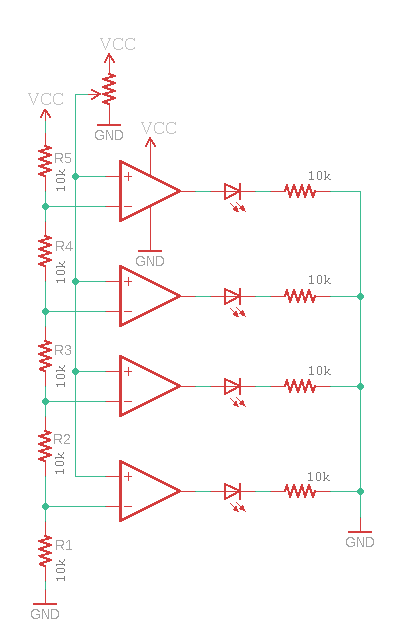 VCC
VCC
GND
VCC
R5
10k
+
−
10k
GND
R4
10k
+
−
10k
R3
10k
+
−
10k
R2
10k
+
−
10k
R1
10k
GND
GND